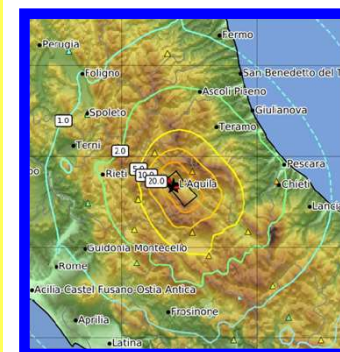 Fermo
Perugia
Foligno
San Benedetto del T
Ascoli Piceno
Spoleto
1.0
Giulianova
Teramo
Terni
2.0
Pescara
5.0
Rieti
10.0
20.0
L'Aquila
Chieti
Lanci
Guidonia Montecelio
Rome
Acilia-Castel Fusano-Ostia Antica
Frosinone
Aprilia
Latina